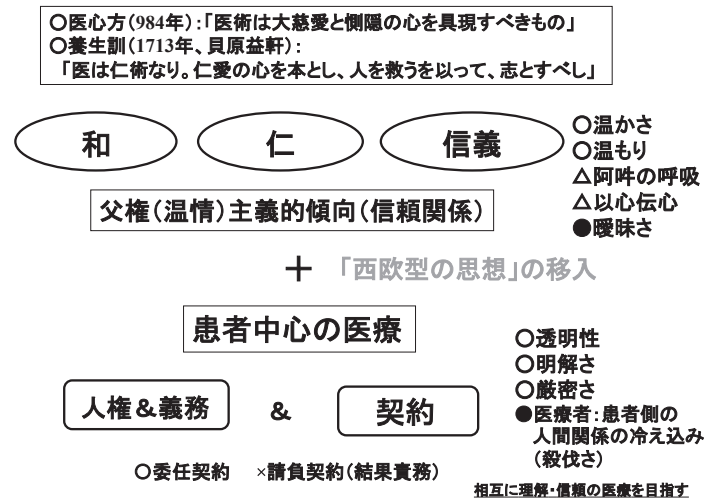 ○医心方(984年):「医術は大慈愛と惻隠の心を具現すべきもの」
○養生訓(1713年、貝原益軒):
「医は仁術なり。仁愛の心を本とし、人を救うを以って、志とすべし」
和
仁
信義
○温かさ
○温もり
△阿吽の呼吸
△以心伝心
●曖昧さ
父権(温情)主義的傾向(信頼関係)
+
「西欧型の思想」の移入
患者中心の医療
人権&義務
&
契約
○透明性
○明解さ
○厳密さ
●医療者:患者側の
人間関係の冷え込み
(殺伐さ)
○委任契約 ×請負契約(結果責務)
相互に理解・信頼の医療を目指す